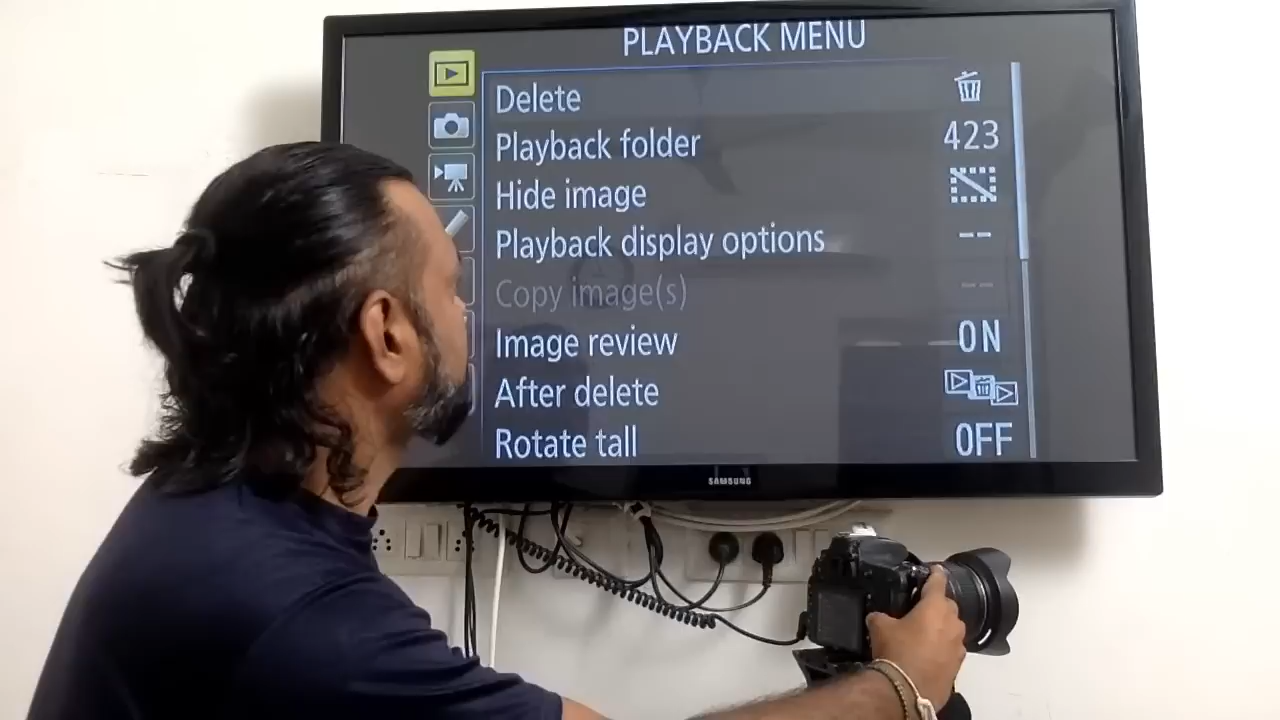 PLAYBACK MENU
Delete
Playback folder 423
Hide image
Playback display options --
Copy image(s) --
Image review ON
After delete
Rotate tall OFF
SAMSUNG